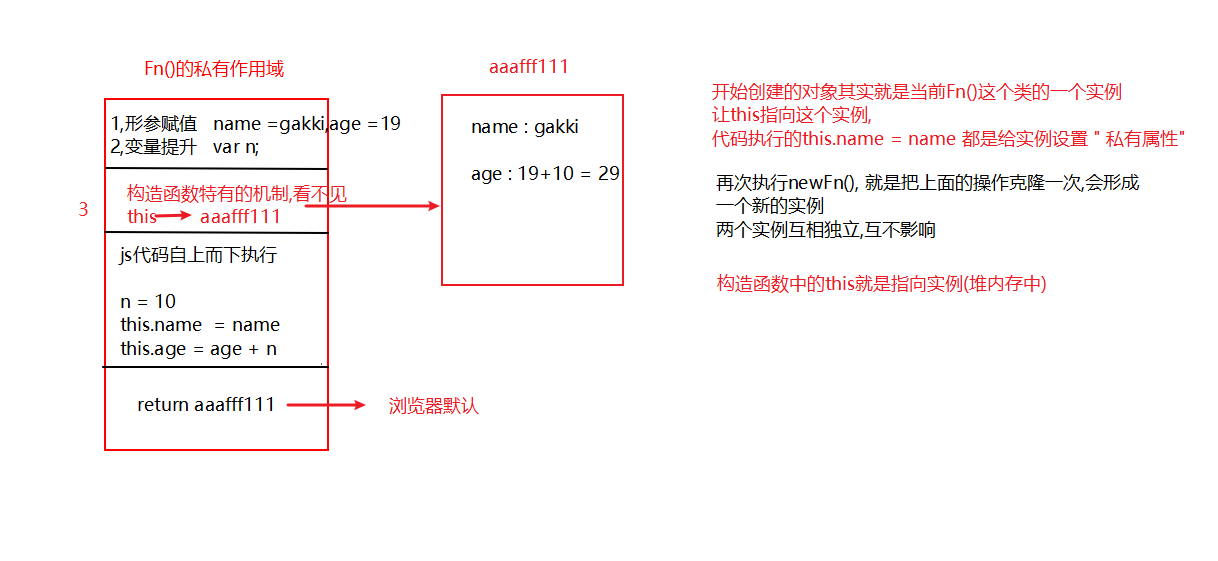 Fn()的私有作用域
1,形参赋值 name =gakki,age =19
2,变量提升 var n;
3
构造函数特有的机制,看不见
this aaafff111
js代码自上而下执行
n = 10
this.name = name
this.age = age + n
return aaafff111
浏览器默认
aaafff111
name : gakki
age : 19+10 = 29
开始创建的对象其实就是当前Fn()这个类的一个实例
让this指向这个实例,
代码执行的this.name = name 都是给实例设置 " 私有属性"
再次执行newFn(), 就是把上面的操作克隆一次,会形成
一个新的实例
两个实例互相独立,互不影响
构造函数中的this就是指向实例(堆内存中)